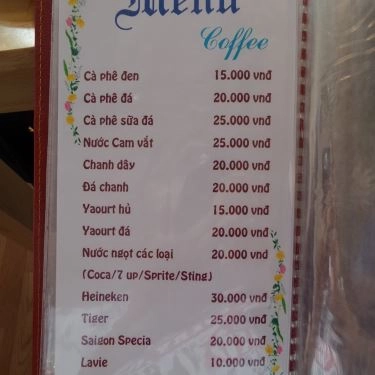 Menu
Coffee
Cà phê đen 15.000 vnđ
Cà phê đá 20.000 vnđ
Cà phê sữa đá 25.000 vnđ
Nước Cam vắt 25.000 vnđ
Chanh dây 20.000 vnđ
Đá chanh 20.000 vnđ
Yaourt hủ 15.000 vnđ
Yaourt đá 20.000 vnđ
Nước ngọt các loại 20.000 vnđ
(Coca/7 up/Sprite/Sting)
Heineken 30.000 vnđ
Tiger 25.000 vnđ
Saigon Specia 20.000 vnđ
Lavie 10.000 vnđ